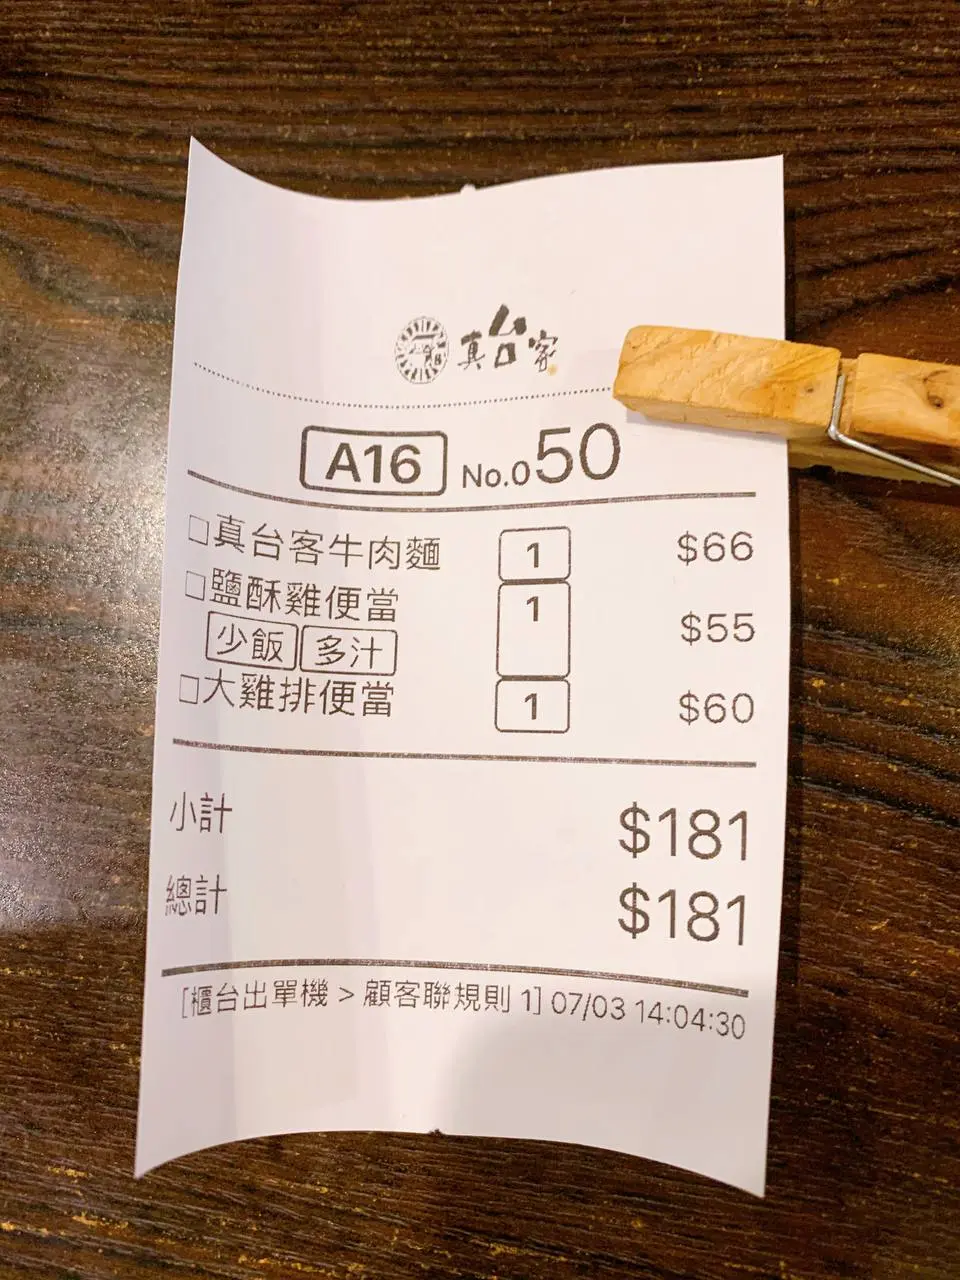 真台客
A16 No.050
□真台客牛肉麵 1 $66
□鹽酥雞便當 1 $55
少飯 多汁
□大雞排便當 1 $60
小計 $181
總計 $181
[櫃台出單機 > 顧客聯規則 1] 07/03 14:04:30